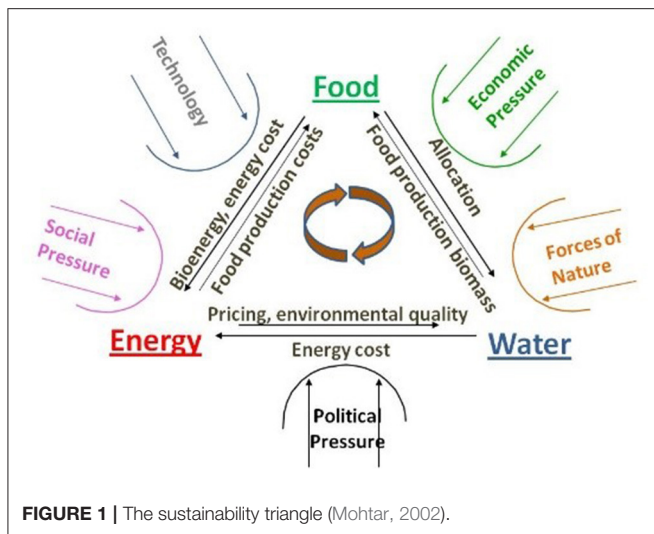 Technology
Food
Economic
Pressure
Bioenergy, energy cost
Food production costs
Allocation
Food production biomass
Social
Pressure
Forces of
Nature
Pricing, environmental quality
Energy
Water
Energy cost
Political
Pressure
FIGURE 1 | The sustainability triangle (Mohtar, 2002).